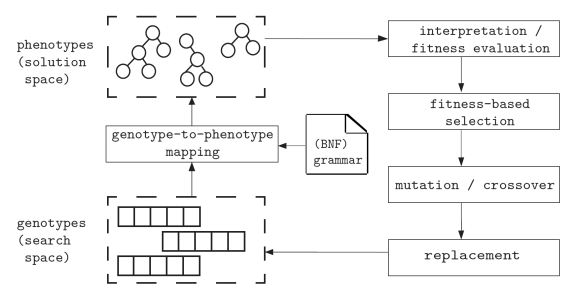 phenotypes
(solution
space)
interpretation /
fitness evaluation
fitness-based
selection
genotype-to-phenotype
mapping
(BNF)
grammar
mutation / crossover
genotypes
(search
space)
replacement